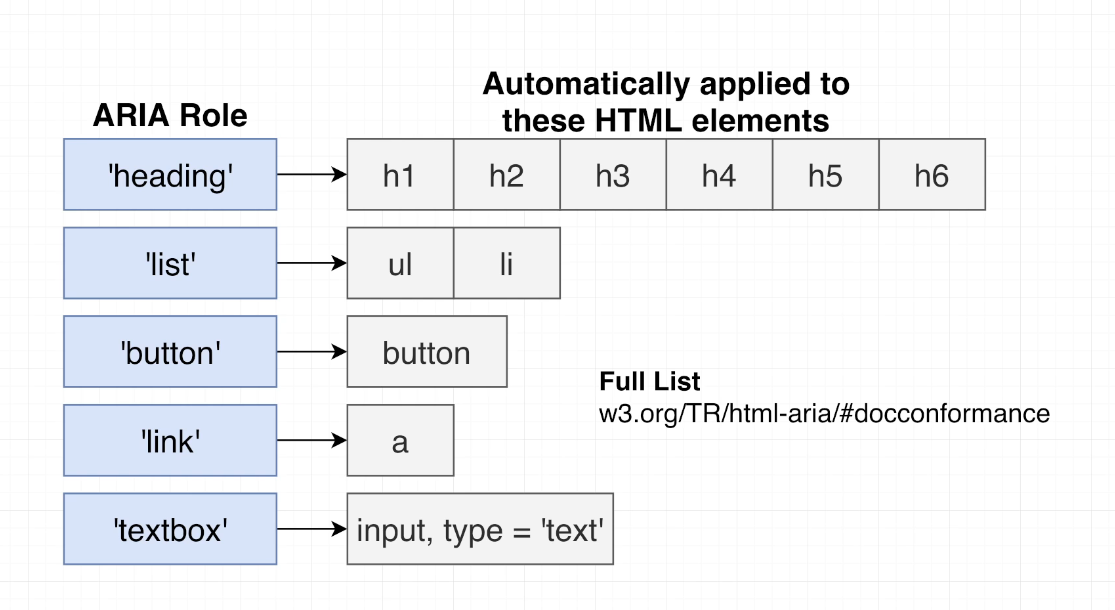 ARIA Role
Automatically applied to
these HTML elements
'heading'
h1
h2
h3
h4
h5
h6
'list'
ul
li
'button'
button
'link'
a
'textbox'
input, type = 'text'
Full List
w3.org/TR/html-aria/#docconformance